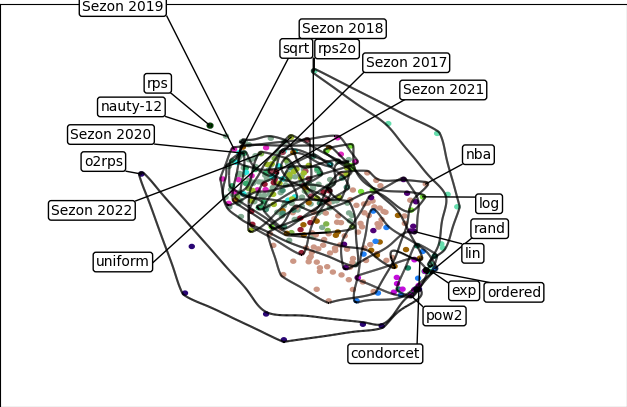 Sezon 2019
Sezon 2018
sqrt
rps2o
Sezon 2017
rps
Sezon 2021
nauty-12
Sezon 2020
o2rps
nba
Sezon 2022
log
rand
lin
uniform
exp
ordered
pow2
condorcet